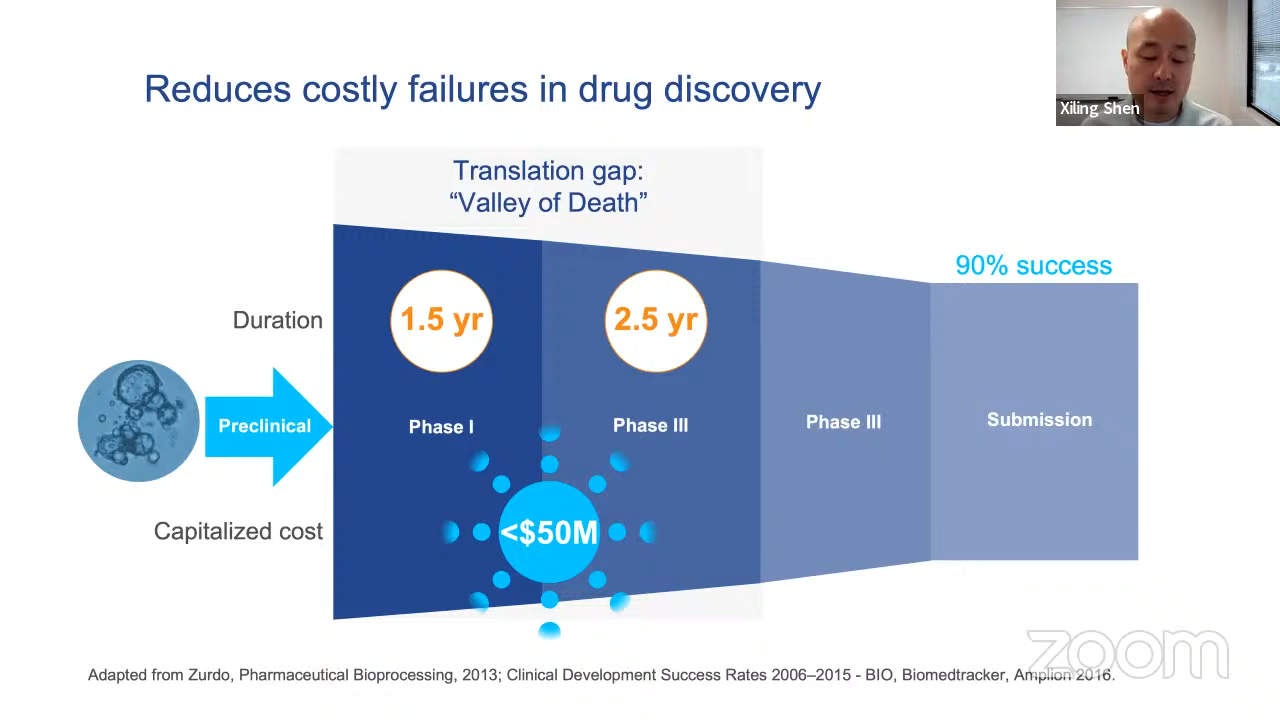 Reduces costly failures in drug discovery
Xiling Shen
Translation gap:
“Valley of Death”
90% success
Duration
1.5 yr
2.5 yr
Preclinical
Phase I
Phase III
Phase III
Submission
Capitalized cost
<$50M
zoom
Adapted from Zurdo, Pharmaceutical Bioprocessing, 2013; Clinical Development Success Rates 2006–2015 - BIO, Biomedtracker, Amplion 2016.